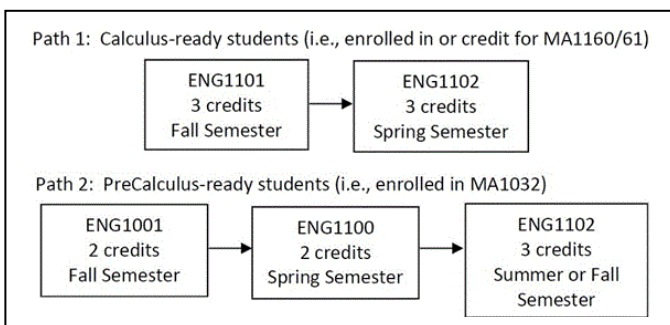 Path 1: Calculus-ready students (i.e., enrolled in or credit for MA1160/61)
ENG1101
3 credits
Fall Semester
ENG1102
3 credits
Spring Semester
Path 2: PreCalculus-ready students (i.e., enrolled in MA1032)
ENG1001
2 credits
Fall Semester
ENG1100
2 credits
Spring Semester
ENG1102
3 credits
Summer or Fall
Semester